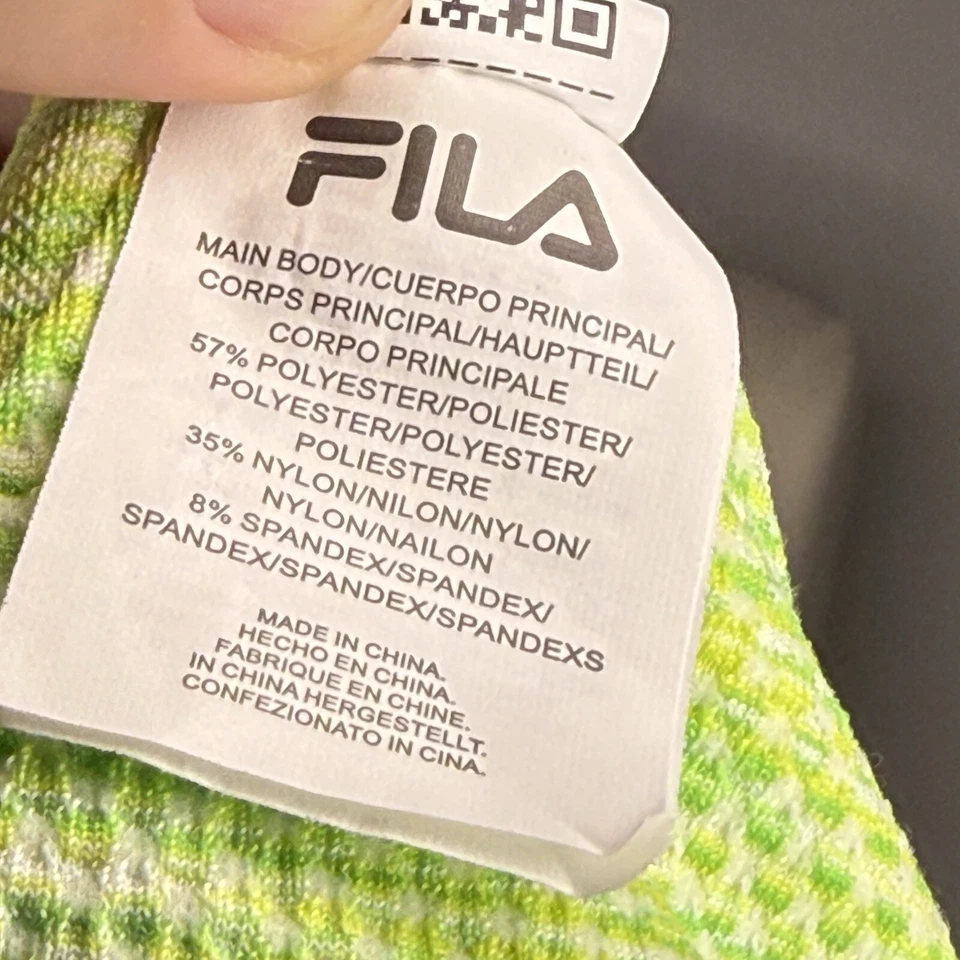 FILA
MAIN BODY/CUERPO PRINCIPAL/
CORPS PRINCIPAL/HAUPTTEIL/
CORPO PRINCIPALE
57% POLYESTER/POLIESTER/
POLYESTER/POLYESTER/
POLIESTERE
35% NYLON/NILON/NYLON/
NYLON/NAILON
8% SPANDEX/SPANDEX/
SPANDEX/SPANDEX/SPANDEXS
MADE IN CHINA.
HECHO EN CHINA.
FABRIQUE EN CHINE.
IN CHINA HERGESTELLT.
CONFEZIONATO IN CINA.